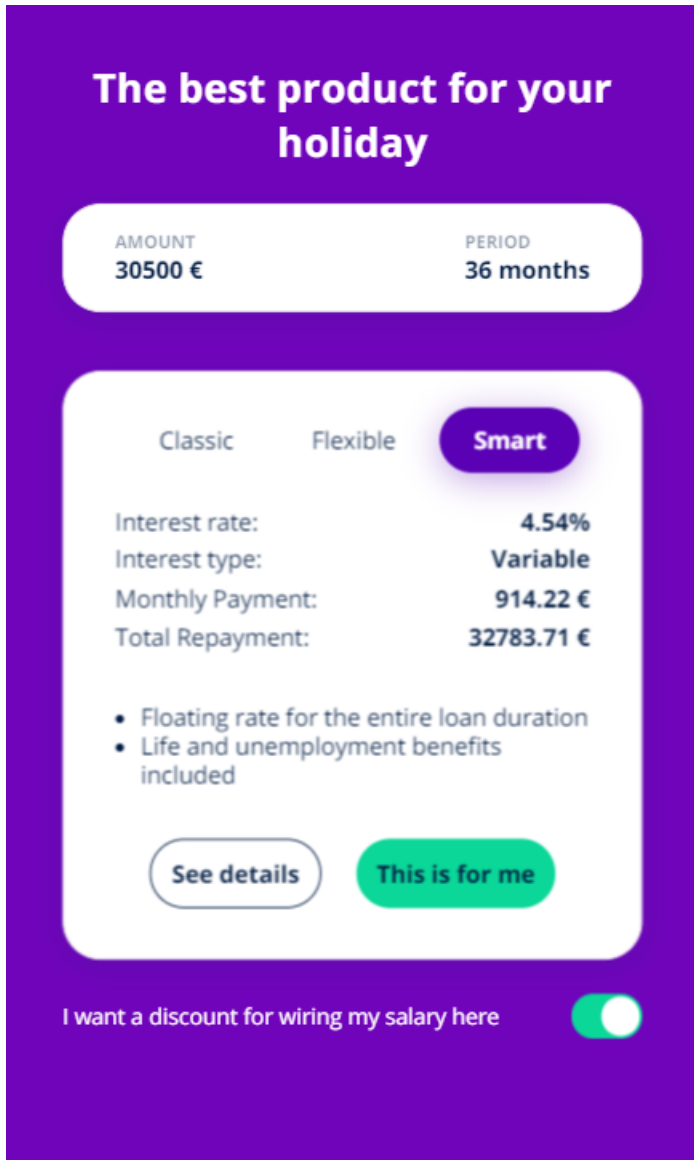 The best product for your
holiday
AMOUNT
30500 €
PERIOD
36 months
Classic
Flexible
Smart
Interest rate:
4.54%
Interest type:
Variable
Monthly Payment:
914.22 €
Total Repayment:
32783.71 €
• Floating rate for the entire loan duration
• Life and unemployment benefits
included
See details
This is for me
I want a discount for wiring my salary here